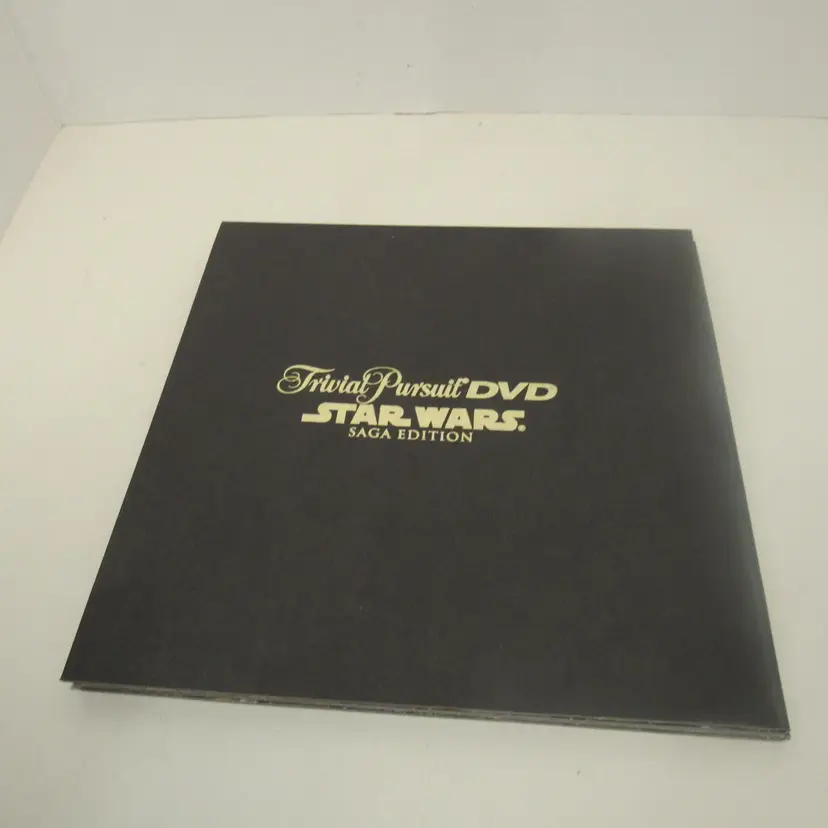 Trivial Pursuit DVD
STAR WARS.
SAGA EDITION